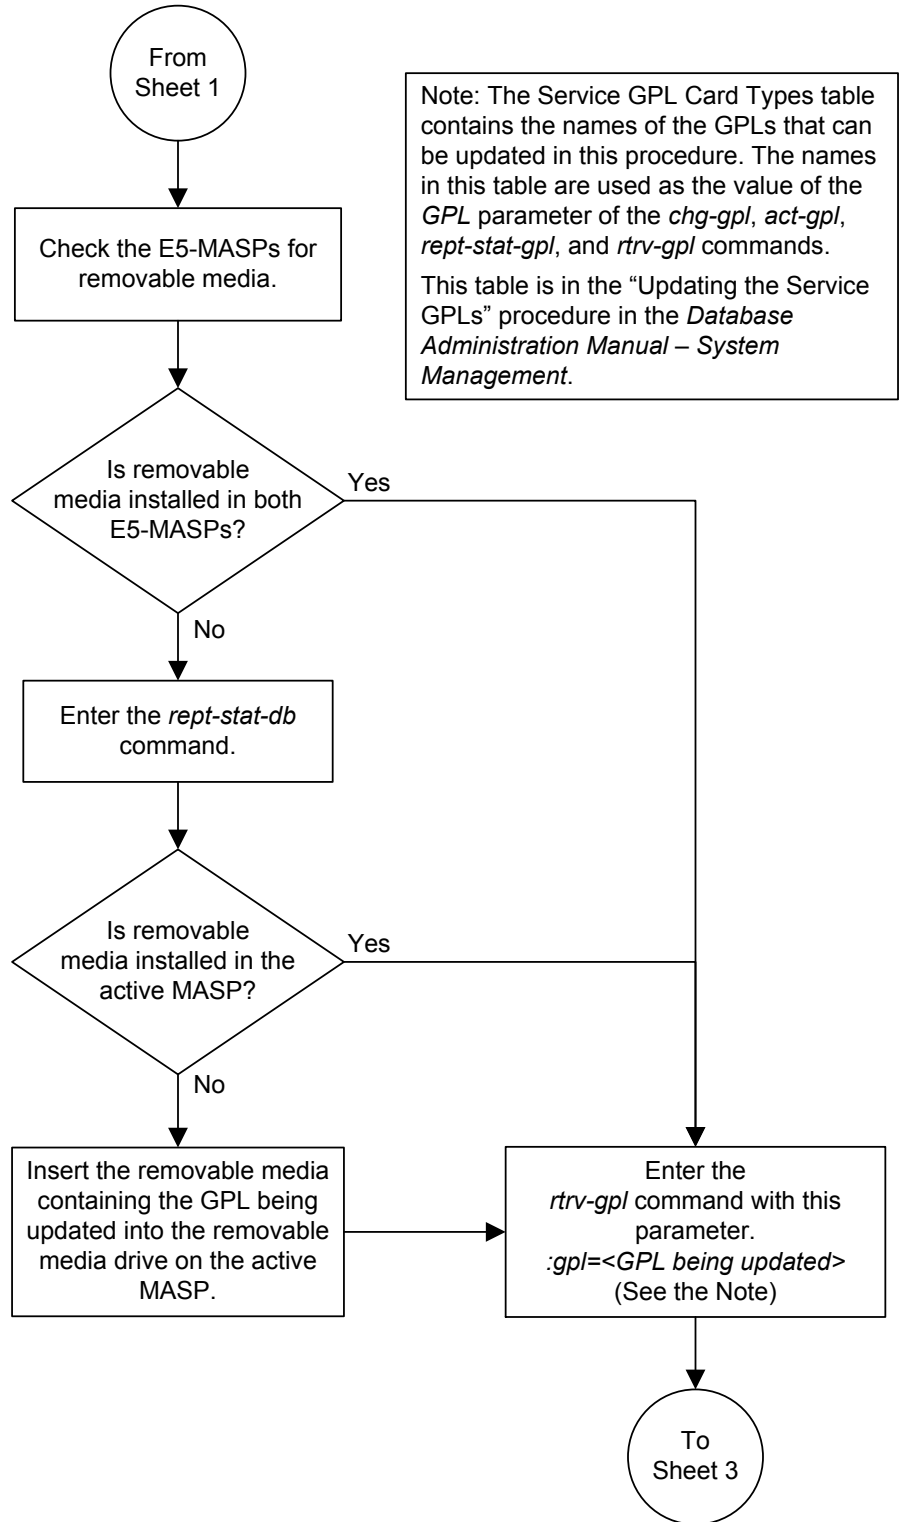 From
Sheet 1
Note: The Service GPL Card Types table
contains the names of the GPLs that can
be updated in this procedure. The names
in this table are used as the value of the
GPL parameter of the chg-gpl, act-gpl,
rept-stat-gpl, and rtrv-gpl commands.
This table is in the “Updating the Service
GPLs” procedure in the Database
Administration Manual – System
Management.
Check the E5-MASPs for
removable media.
Is removable
media installed in both
E5-MASPs?
Yes
No
Enter the rept-stat-db
command.
Is removable
media installed in the
active MASP?
Yes
No
Insert the removable media
containing the GPL being
updated into the removable
media drive on the active
MASP.
Enter the
rtrv-gpl command with this
parameter.
:gpl=<GPL being updated>
(See the Note)
To
Sheet 3